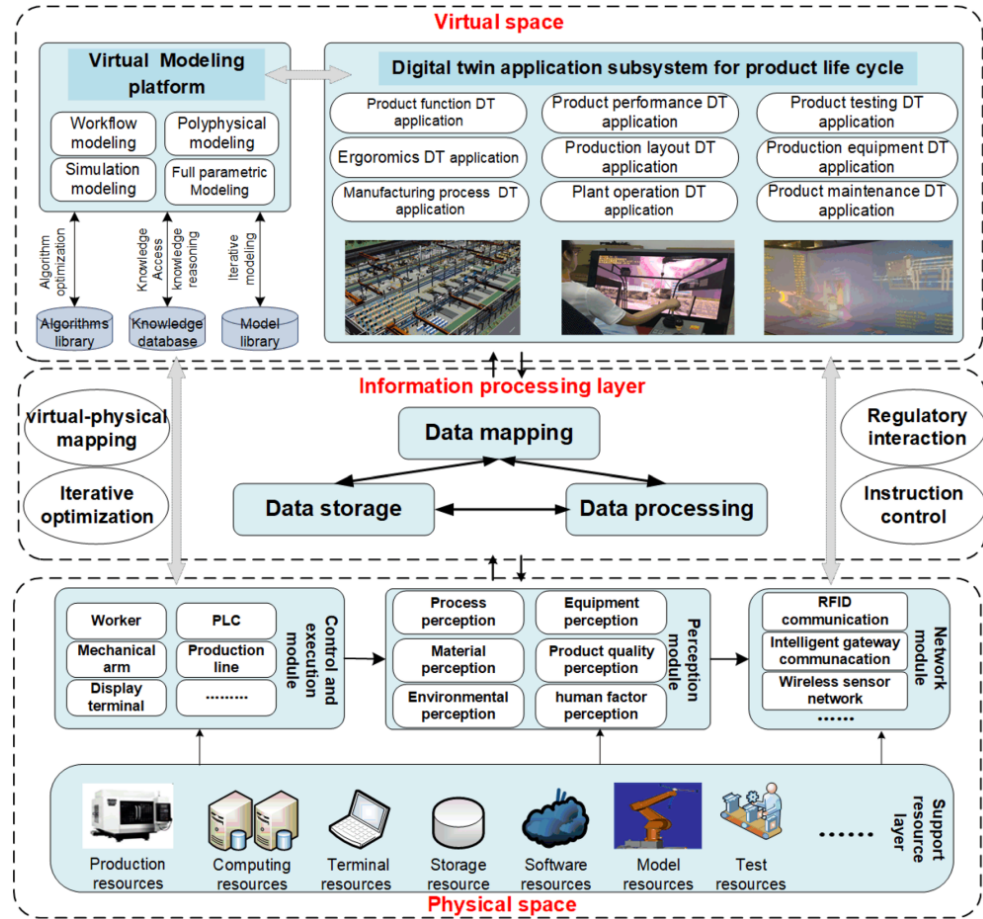 Virtual space
Virtual Modeling
platform
Workflow
modeling
Polyphysical
modeling
Simulation
modeling
Full parametric
Modeling
Algorithm
optimization
Knowledge
Access
knowledge
reasoning
Iterative
modeling
Algorithms
library
Knowledge
database
Model
library
Digital twin application subsystem for product life cycle
Product function DT
application
Product performance DT
application
Product testing DT
application
Ergoromics DT application
Production layout DT
application
Production equipment DT
application
Manufacturing process DT
application
Plant operation DT
application
Product maintenance DT
application
Information processing layer
virtual-physical
mapping
Iterative
optimization
Data mapping
Data storage
Data processing
Regulatory
interaction
Instruction
control
Worker
PLC
Mechanical
arm
Production
line
Display
terminal
.........
Control and
execution
module
Process
perception
Equipment
perception
Material
perception
Product quality
perception
Environmental
perception
human factor
perception
Perception
module
RFID
communication
Intelligent gateway
communacation
Wireless sensor
network
......
Network
module
Production
resources
Computing
resources
Terminal
resources
Storage
resource
Software
resources
Model
resources
Test
resources
......
Support
resource
layer
Physical space